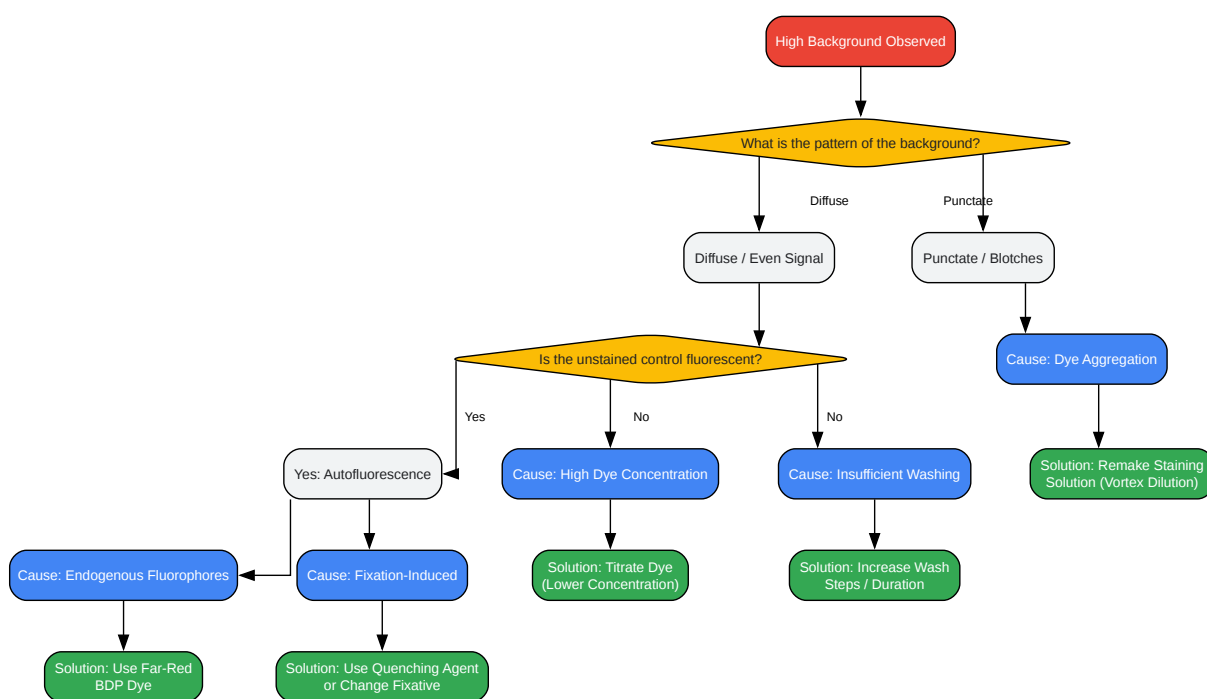 High Background Observed
What is the pattern of the background?
Diffuse
Punctate
Diffuse / Even Signal
Punctate / Blotches
Is the unstained control fluorescent?
Cause: Dye Aggregation
Yes
No
No
Yes: Autofluorescence
Cause: High Dye Concentration
Cause: Insufficient Washing
Solution: Remake Staining
Solution (Vortex Dilution)
Cause: Endogenous Fluorophores
Cause: Fixation-Induced
Solution: Titrate Dye
(Lower Concentration)
Solution: Increase Wash
Steps / Duration
Solution: Use Far-Red
BDP Dye
Solution: Use Quenching Agent
or Change Fixative